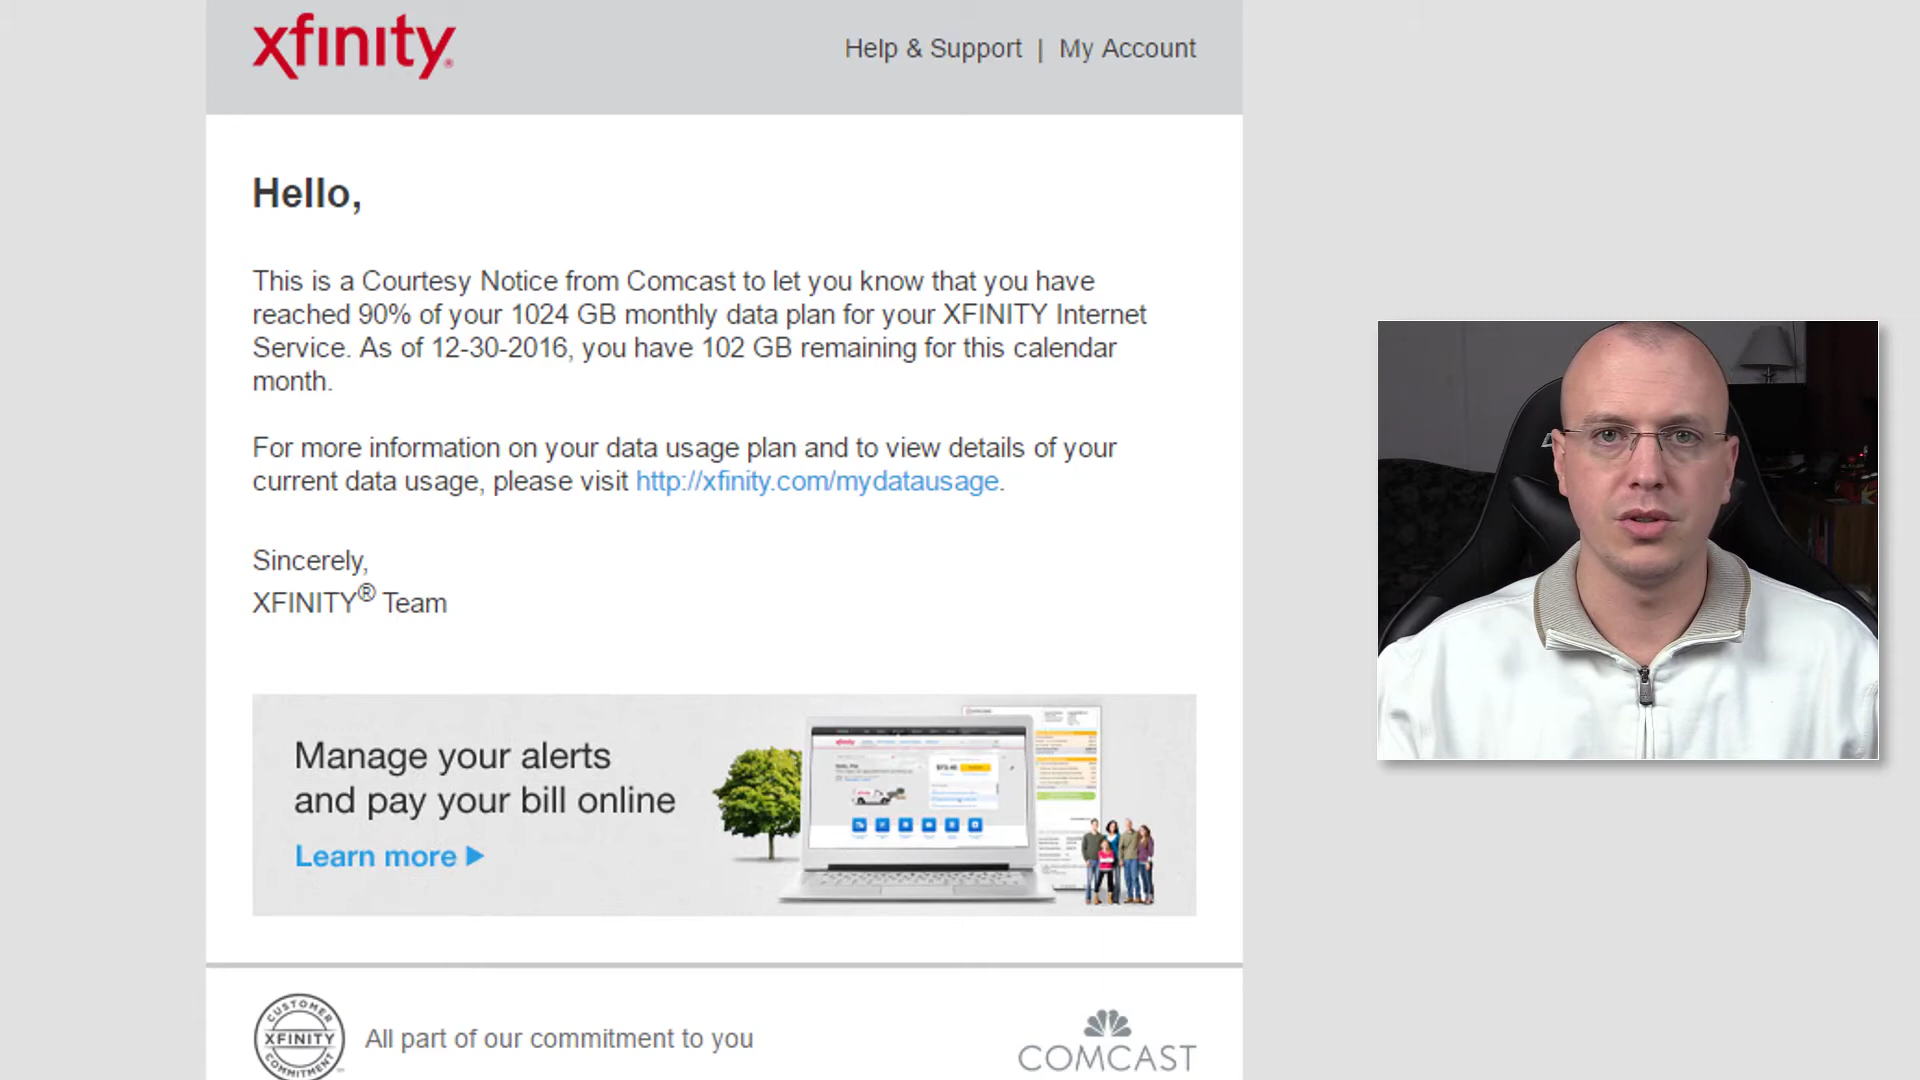 xfinity®
Help & Support | My Account
Hello,
This is a Courtesy Notice from Comcast to let you know that you have
reached 90% of your 1024 GB monthly data plan for your XFINITY Internet
Service. As of 12-30-2016, you have 102 GB remaining for this calendar
month.
For more information on your data usage plan and to view details of your
current data usage, please visit http://xfinity.com/mydatausage.
Sincerely,
XFINITY® Team
Manage your alerts
and pay your bill online
Learn more ▶
xfinity
CUSTOMER
XFINITY
COMMITMENT
All part of our commitment to you
COMCAST